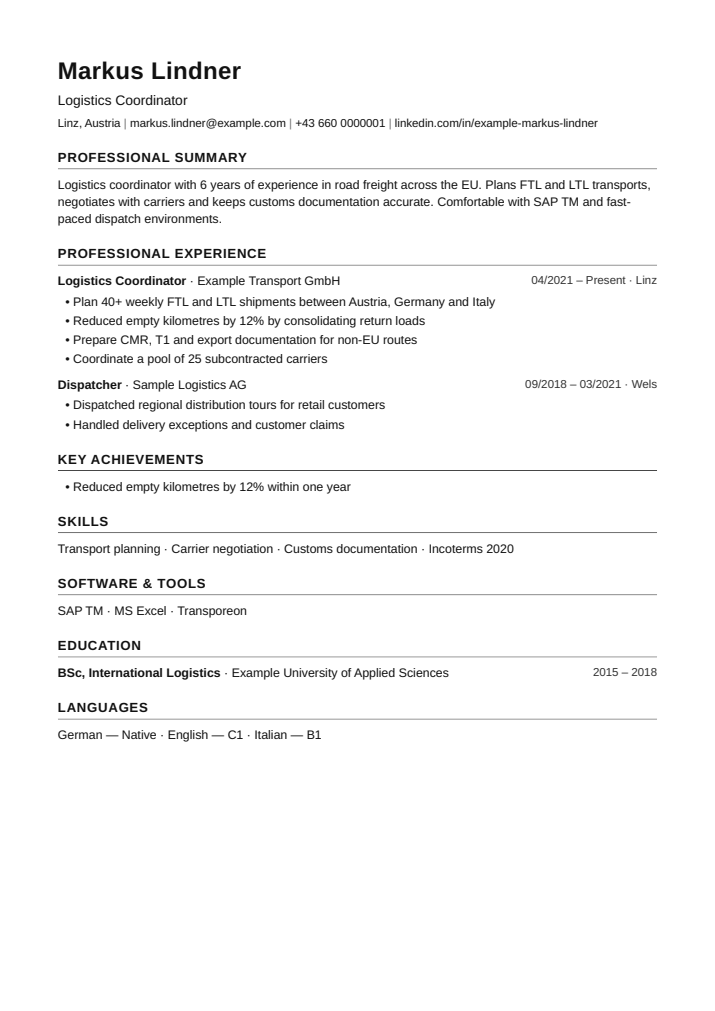 Markus Lindner
Logistics Coordinator
Linz, Austria | markus.lindner@example.com | +43 660 0000001 | linkedin.com/in/example-markus-lindner
PROFESSIONAL SUMMARY
Logistics coordinator with 6 years of experience in road freight across the EU. Plans FTL and LTL transports,
negotiates with carriers and keeps customs documentation accurate. Comfortable with SAP TM and fast-
paced dispatch environments.
PROFESSIONAL EXPERIENCE
Logistics Coordinator · Example Transport GmbH 04/2021 – Present · Linz
• Plan 40+ weekly FTL and LTL shipments between Austria, Germany and Italy
• Reduced empty kilometres by 12% by consolidating return loads
• Prepare CMR, T1 and export documentation for non-EU routes
• Coordinate a pool of 25 subcontracted carriers
Dispatcher · Sample Logistics AG 09/2018 – 03/2021 · Wels
• Dispatched regional distribution tours for retail customers
• Handled delivery exceptions and customer claims
KEY ACHIEVEMENTS
• Reduced empty kilometres by 12% within one year
SKILLS
Transport planning · Carrier negotiation · Customs documentation · Incoterms 2020
SOFTWARE & TOOLS
SAP TM · MS Excel · Transporeon
EDUCATION
BSc, International Logistics · Example University of Applied Sciences 2015 – 2018
LANGUAGES
German — Native · English — C1 · Italian — B1